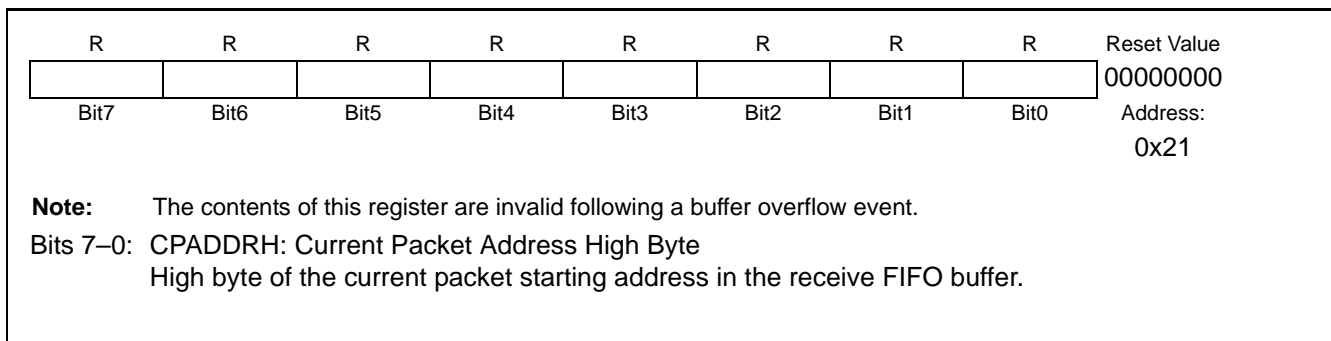 R R R R R R R R Reset Value
00000000
Bit7 Bit6 Bit5 Bit4 Bit3 Bit2 Bit1 Bit0 Address:
0x21
Note: The contents of this register are invalid following a buffer overflow event.
Bits 7–0: CPADDRH: Current Packet Address High Byte
High byte of the current packet starting address in the receive FIFO buffer.